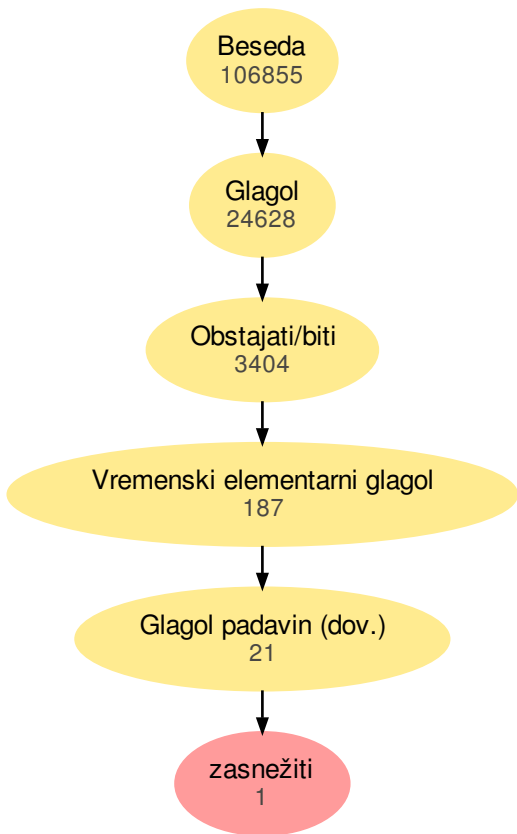 Beseda
106855
Glagol
24628
Obstajati/biti
3404
Vremenski elementarni glagol
187
Glagol padavin (dov.)
21
zasnežiti
1